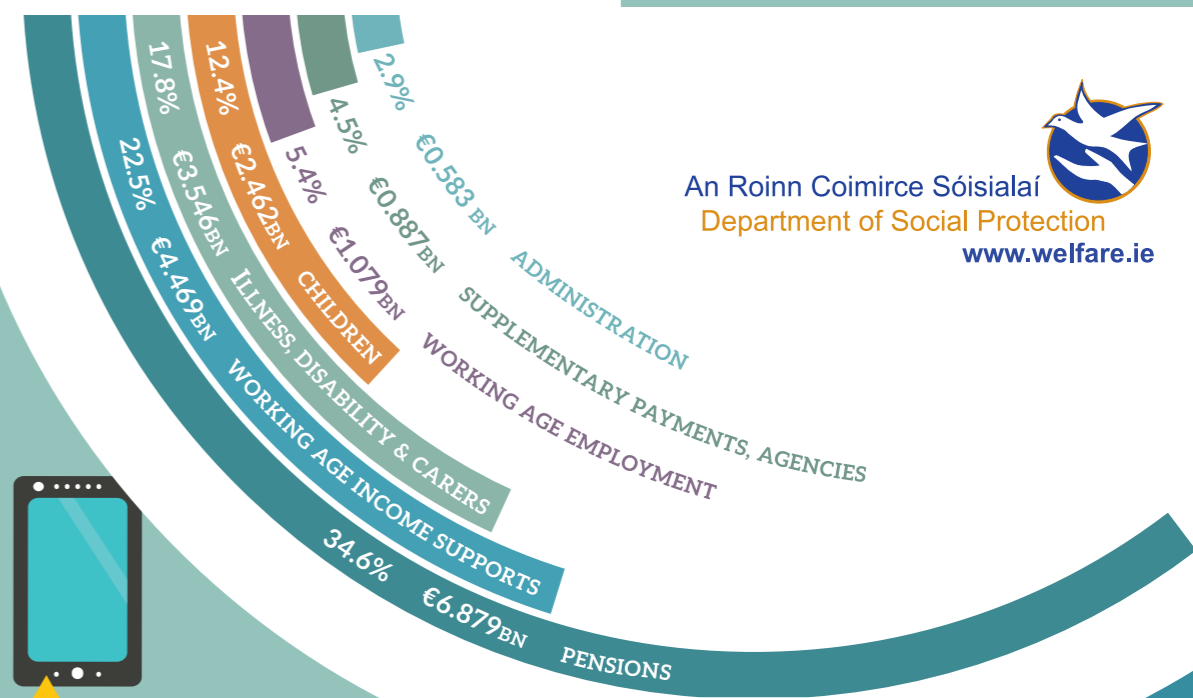 2.9% €0.583 BN ADMINISTRATION
4.5% €0.887BN SUPPLEMENTARY PAYMENTS, AGENCIES
5.4% €1.079BN WORKING AGE EMPLOYMENT
12.4% €2.462BN CHILDREN
17.8% €3.546BN ILLNESS, DISABILITY & CARERS
22.5% €4.469BN WORKING AGE INCOME SUPPORTS
34.6% €6.879BN PENSIONS
An Roinn Coimirce Sóisialaí
Department of Social Protection
www.welfare.ie